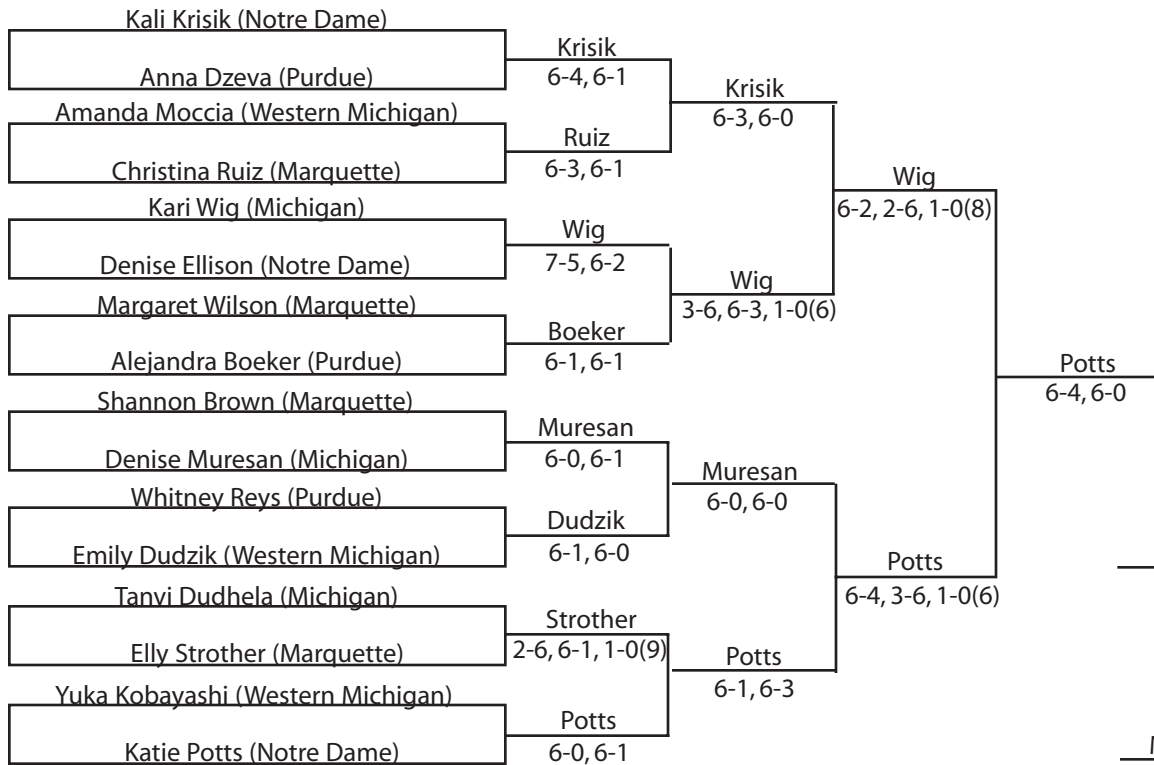 Kali Krisik (Notre Dame)
Anna Dzeva (Purdue)
Amanda Moccia (Western Michigan)
Christina Ruiz (Marquette)
Kari Wig (Michigan)
Denise Ellison (Notre Dame)
Margaret Wilson (Marquette)
Alejandra Boeker (Purdue)
Shannon Brown (Marquette)
Denise Muresan (Michigan)
Whitney Reys (Purdue)
Emily Dudzik (Western Michigan)
Tanvi Dudhela (Michigan)
Elly Strother (Marquette)
Yuka Kobayashi (Western Michigan)
Katie Potts (Notre Dame)
Krisik
6-4, 6-1
Ruiz
6-3, 6-1
Wig
7-5, 6-2
Boeker
6-1, 6-1
Muresan
6-0, 6-1
Dudzik
6-1, 6-0
Strother
2-6, 6-1, 1-0(9)
Potts
6-0, 6-1
Krisik
6-3, 6-0
Wig
3-6, 6-3, 1-0(6)
Muresan
6-0, 6-0
Potts
6-1, 6-3
Wig
6-2, 2-6, 1-0(8)
Potts
6-4, 3-6, 1-0(6)
Potts
6-4, 6-0